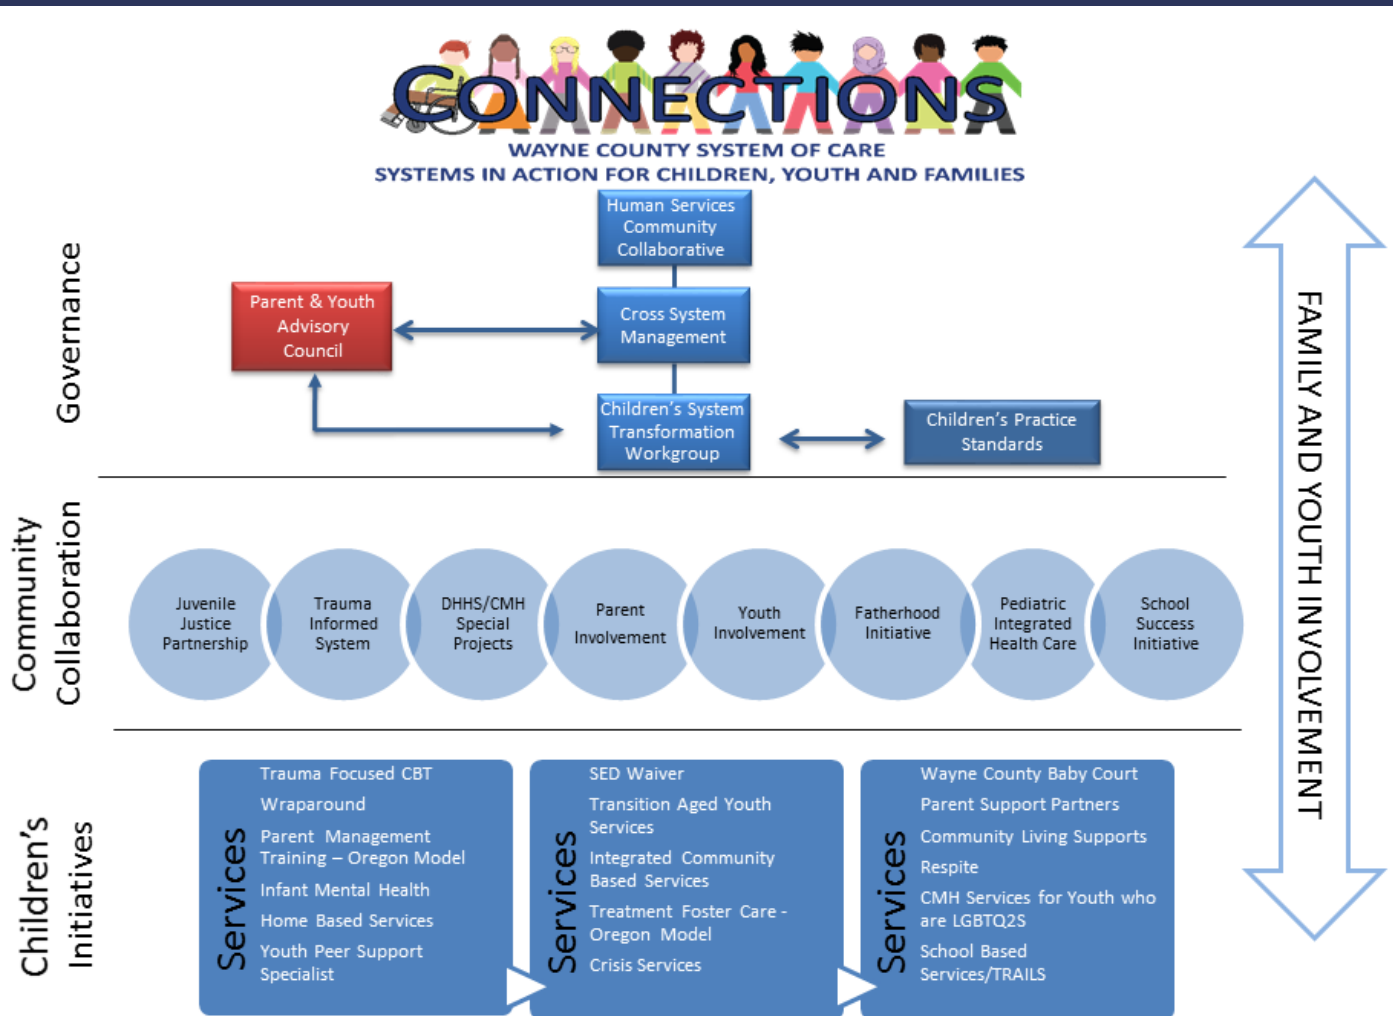 CONNECTIONS
WAYNE COUNTY SYSTEM OF CARE
SYSTEMS IN ACTION FOR CHILDREN, YOUTH AND FAMILIES
Governance
Human Services
Community
Collaborative
Parent & Youth
Advisory
Council
Cross System
Management
Children's System
Transformation
Workgroup
Children's Practice
Standards
FAMILY AND YOUTH INVOLVEMENT
Community
Collaboration
Juvenile
Justice
Partnership
Trauma
Informed
System
DHHS/CMH
Special
Projects
Parent
Involvement
Youth
Involvement
Fatherhood
Initiative
Pediatric
Integrated
Health Care
School
Success
Initiative
Children's
Initiatives
Services
Trauma Focused CBT
Wraparound
Parent Management
Training – Oregon Model
Infant Mental Health
Home Based Services
Youth Peer Support
Specialist
Services
SED Waiver
Transition Aged Youth
Services
Integrated Community
Based Services
Treatment Foster Care -
Oregon Model
Crisis Services
Services
Wayne County Baby Court
Parent Support Partners
Community Living Supports
Respite
CMH Services for Youth who
are LGBTQ2S
School Based
Services/TRAILS